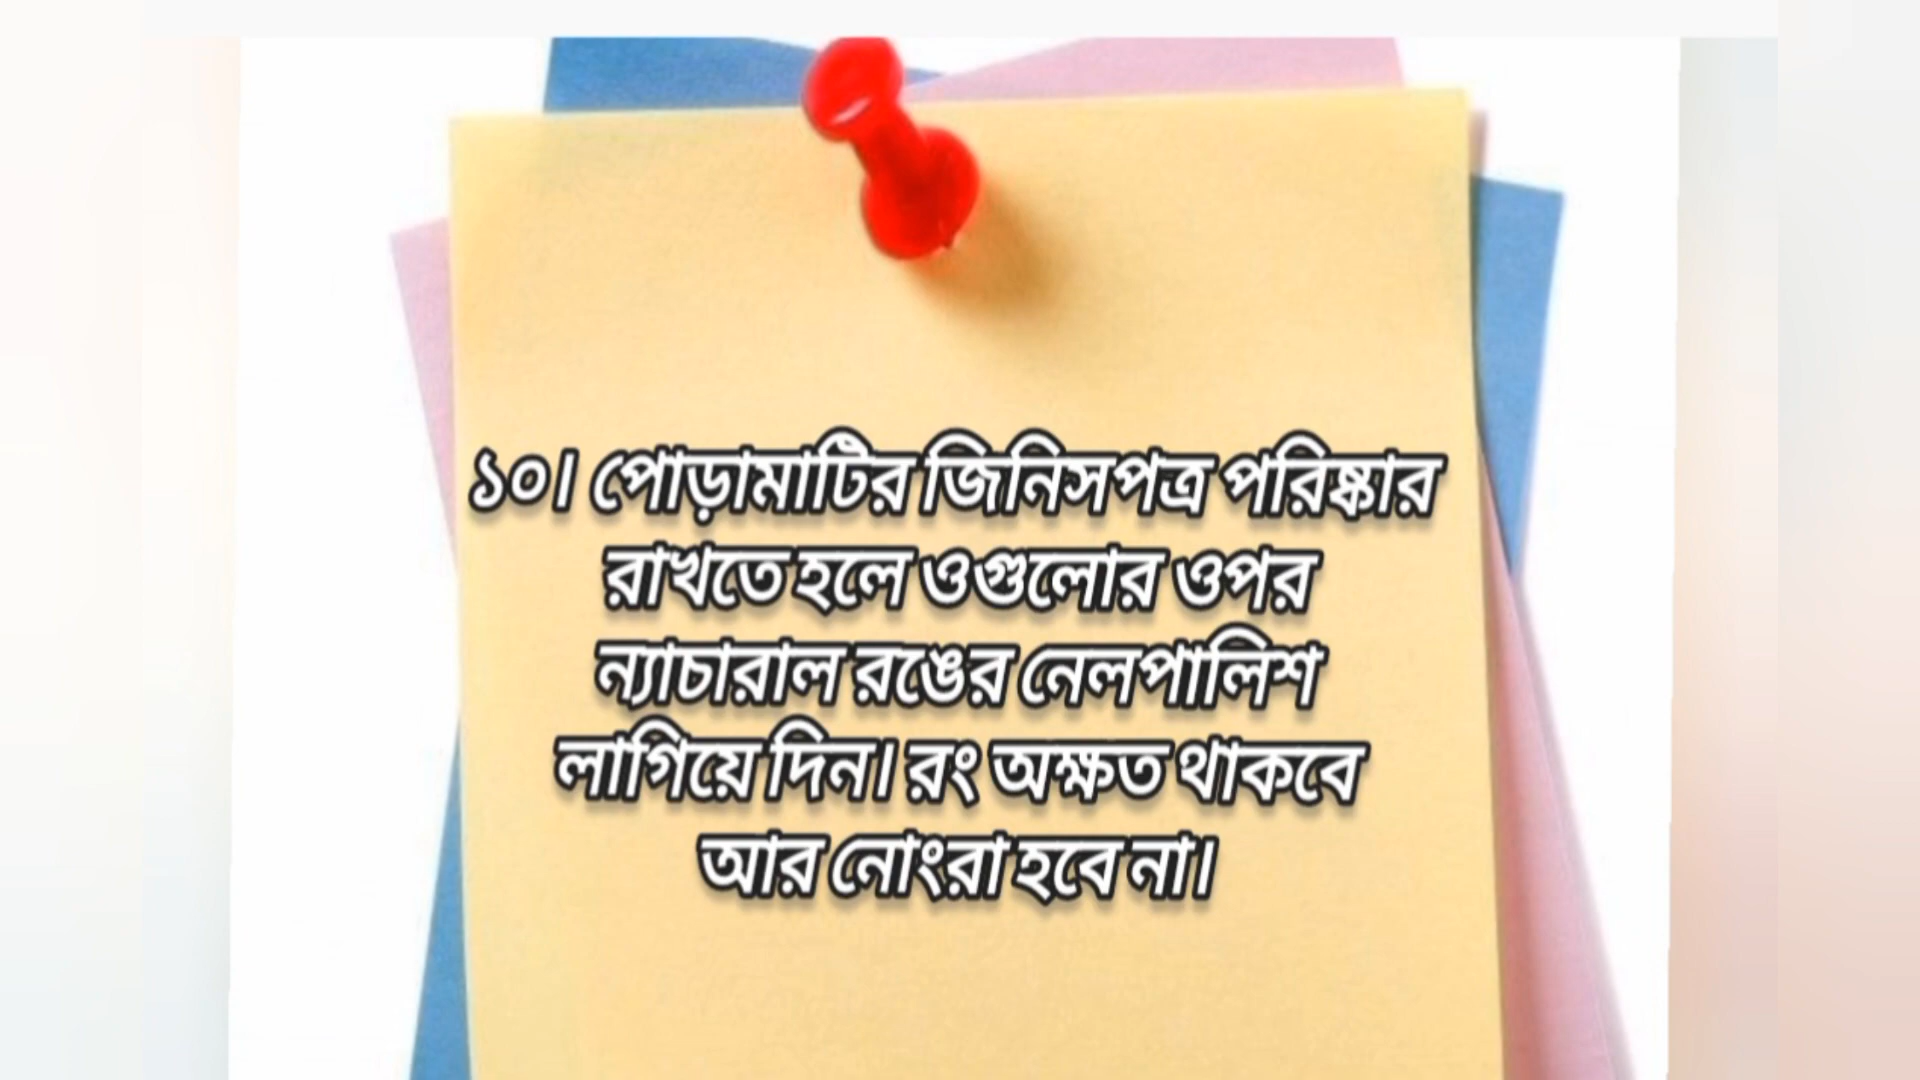 ১০। পোড়ামাটির জিনিসপত্র পরিষ্কার
রাখতে হলে ওগুলোর ওপর
ন্যাচারাল রঙের নেলপালিশ
লাগিয়ে দিন। রং অক্ষত থাকবে
আর নোংরা হবে না।